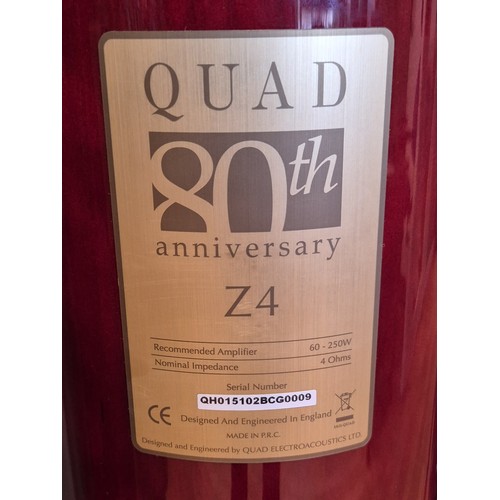 QUAD
80th
anniversary
Z4
Recommended Amplifier 60 - 250W
Nominal Impedance 4 Ohms
Serial Number
QH015102BCG0009
CE Designed And Engineered In England
MADE IN P.R.C.
Designed and Engineered by QUAD ELECTROACOUSTICS LTD.